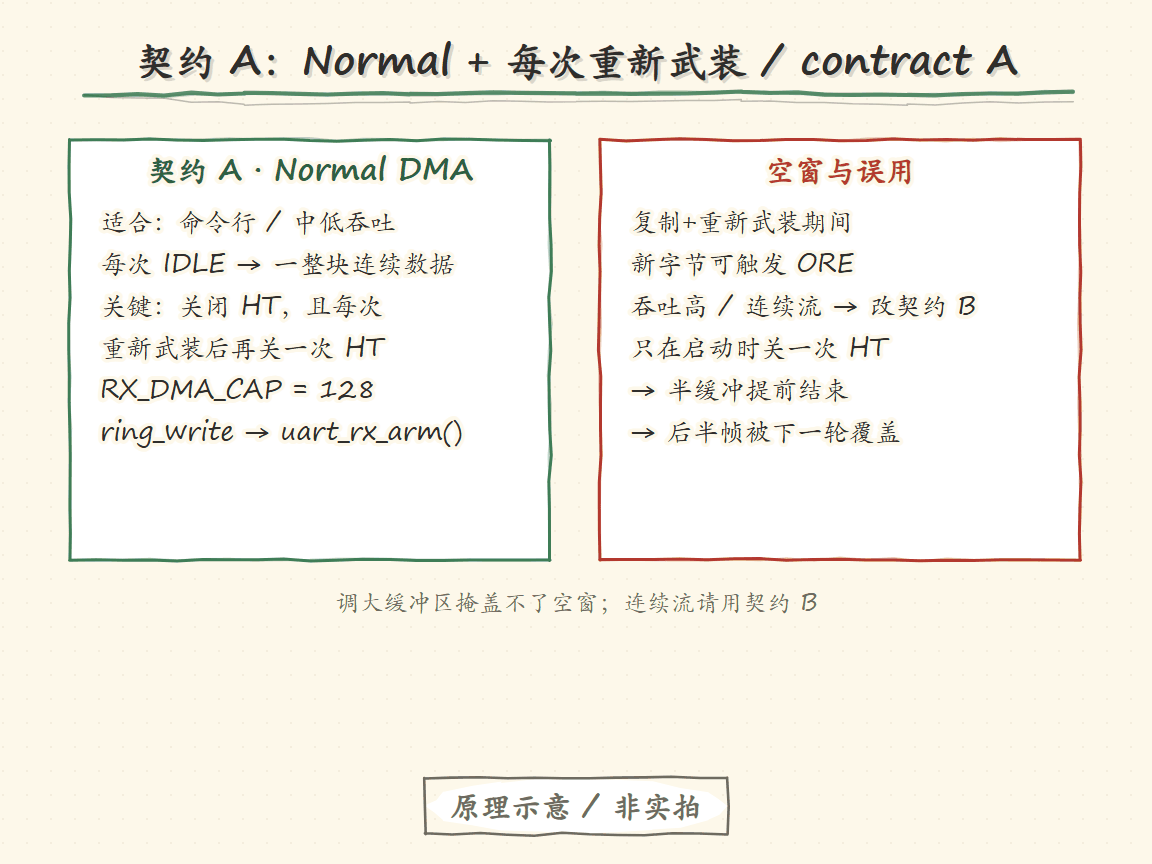 契约 A：Normal + 每次重新武装 / contract A
契约 A · Normal DMA
适合：命令行 / 中低吞吐
每次 IDLE → 一整块连续数据
关键：关闭 HT，且每次
重新武装后再关一次 HT
RX_DMA_CAP = 128
ring_write → uart_rx_arm()
空窗与误用
复制+重新武装期间
新字节可触发 ORE
吞吐高 / 连续流 → 改契约 B
只在启动时关一次 HT
→ 半缓冲提前结束
→ 后半帧被下一轮覆盖
调大缓冲区掩盖不了空窗；连续流请用契约 B
原理示意 / 非实拍